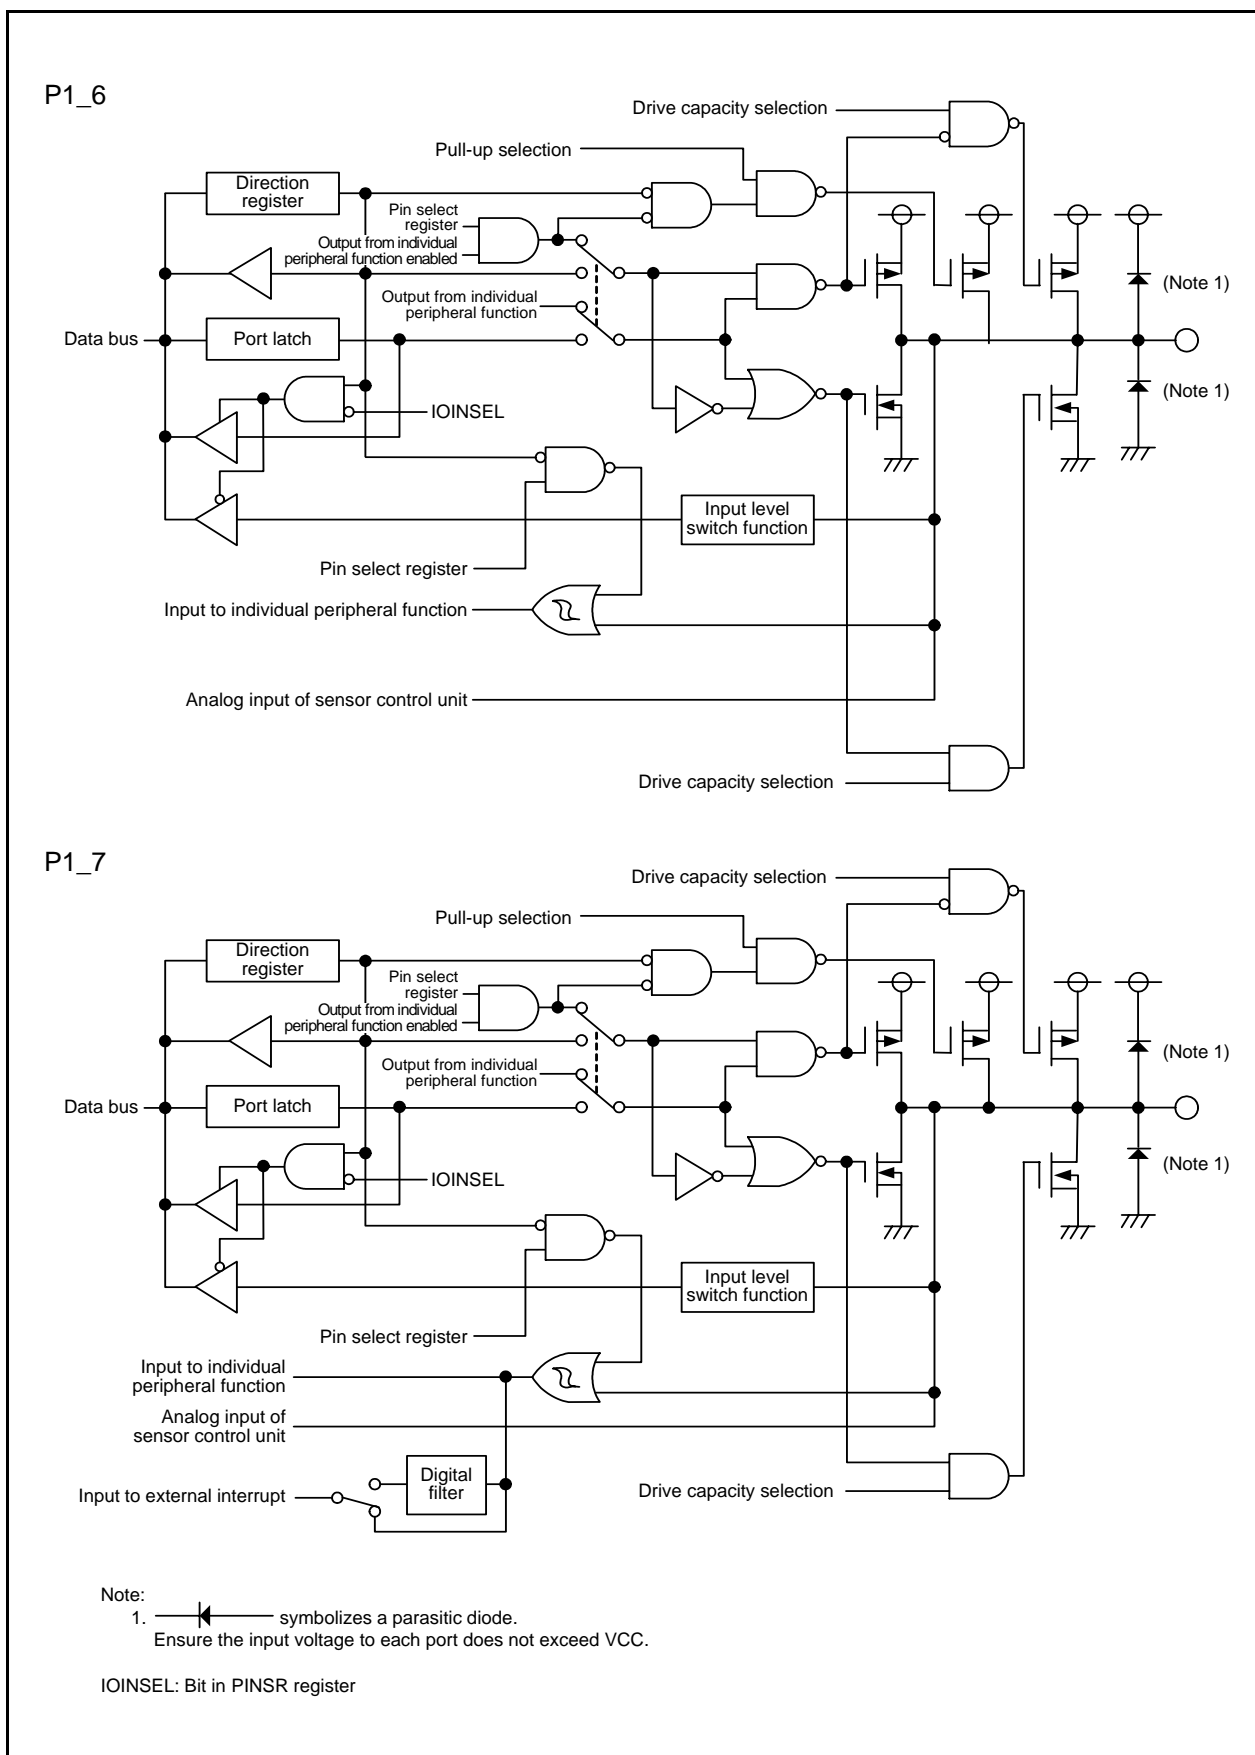 P1_6
Drive capacity selection
Pull-up selection
Direction
register
Pin select
register
Output from individual
peripheral function enabled
(Note 1)
Output from individual
peripheral function
Data bus
Port latch
(Note 1)
IOINSEL
Input level
switch function
Pin select register
Input to individual peripheral function
Analog input of sensor control unit
Drive capacity selection
P1_7
Drive capacity selection
Pull-up selection
Direction
register
Pin select
register
Output from individual
peripheral function enabled
(Note 1)
Output from individual
peripheral function
Data bus
Port latch
(Note 1)
IOINSEL
Input level
switch function
Pin select register
Input to individual
peripheral function
Analog input of
sensor control unit
Digital
filter
Input to external interrupt
Drive capacity selection
Note:
1. symbolizes a parasitic diode.
Ensure the input voltage to each port does not exceed VCC.
IOINSEL: Bit in PINSR register